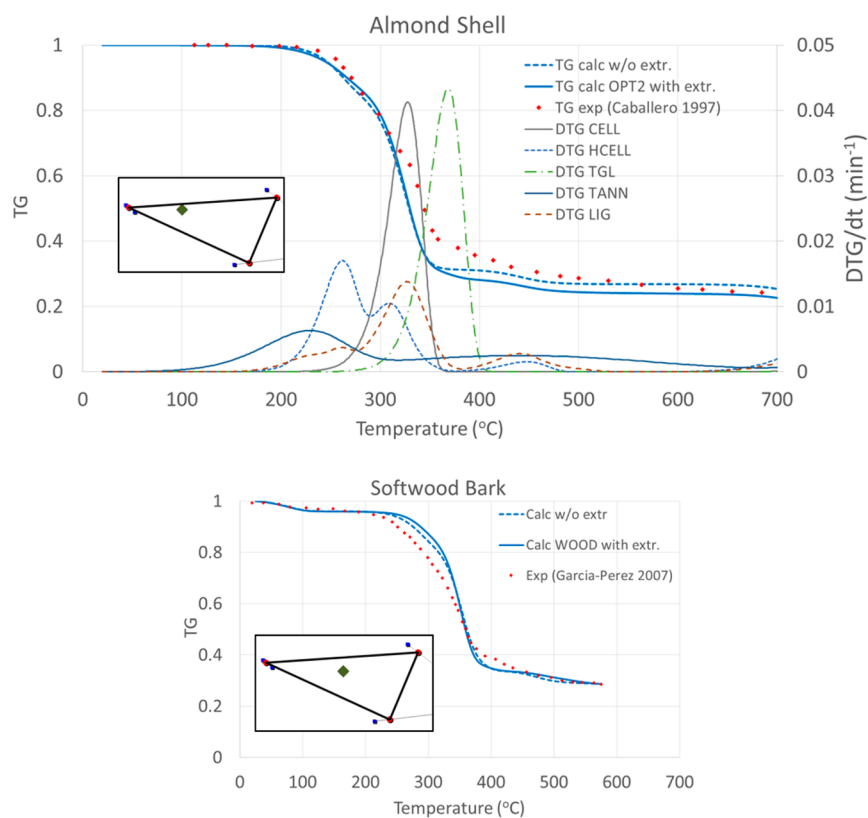 Almond Shell
1
0.8
0.6
0.4
0.2
0
TG
0.05
0.04
0.03
0.02
0.01
0
DTG/dt (min⁻¹)
TG calc w/o extr.
TG calc OPT2 with extr.
TG exp (Caballero 1997)
DTG CELL
DTG HCELL
DTG TGL
DTG TANN
DTG LIG
0 100 200 300 400 500 600 700
Temperature (°C)
Softwood Bark
1
0.8
0.6
0.4
0.2
0
TG
Calc w/o extr
Calc WOOD with extr.
Exp (Garcia-Perez 2007)
0 100 200 300 400 500 600 700
Temperature (°C)